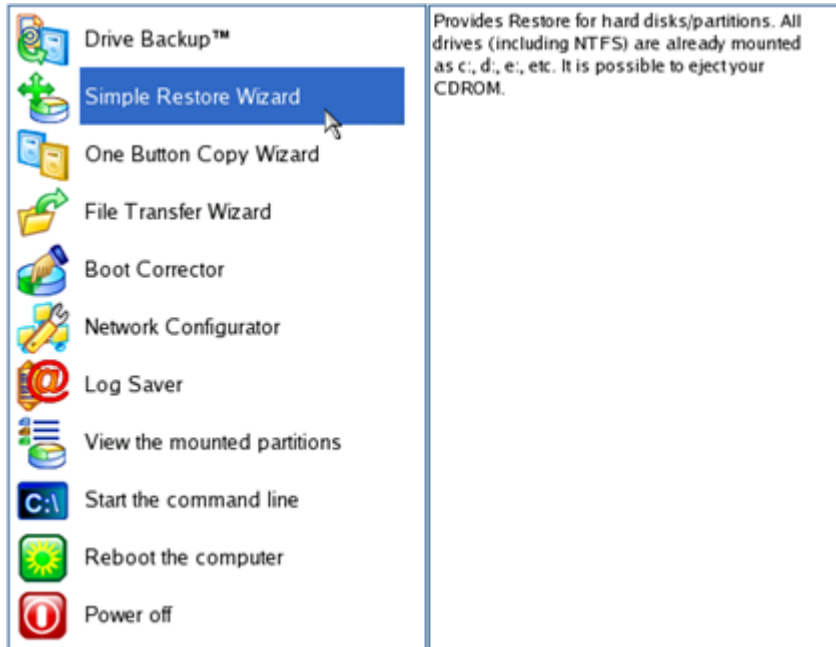 Drive Backup™
Simple Restore Wizard
One Button Copy Wizard
File Transfer Wizard
Boot Corrector
Network Configurator
@
Log Saver
View the mounted partitions
C:\
Start the command line
Reboot the computer
Power off
Provides Restore for hard disks/partitions. All
drives (including NTFS) are already mounted
as c:, d:, e:, etc. It is possible to eject your
CDROM.